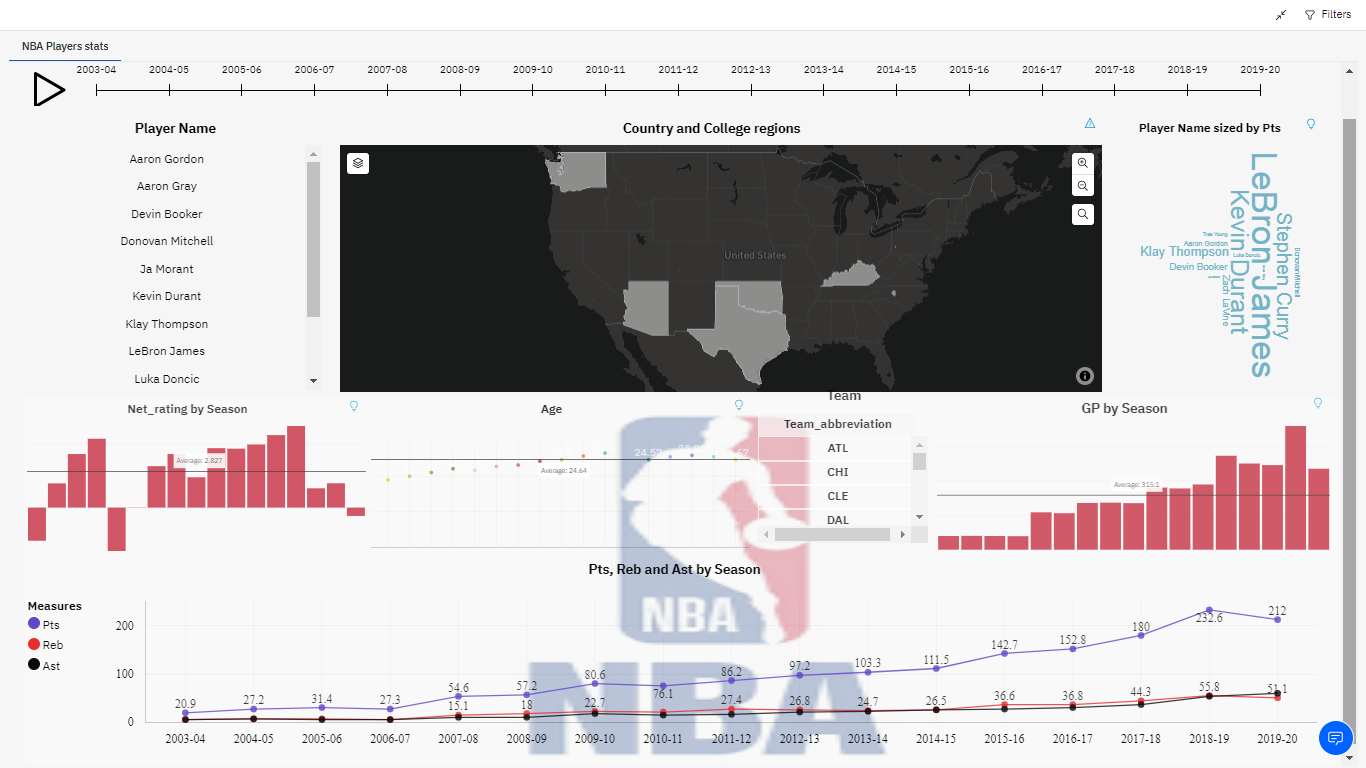 Filters
NBA Players stats
2003-04 2004-05 2005-06 2006-07 2007-08 2008-09 2009-10 2010-11 2011-12 2012-13 2013-14 2014-15 2015-16 2016-17 2017-18 2018-19 2019-20
Player Name
Aaron Gordon
Aaron Gray
Devin Booker
Donovan Mitchell
Ja Morant
Kevin Durant
Klay Thompson
LeBron James
Luka Doncic
Country and College regions
United States
Player Name sized by Pts
LeBron James
Kevin Durant
Stephen Curry
Klay Thompson
Devin Booker
Aaron Gordon
Trae Young
Luka Doncic
Zach LaVine
Donovan Mitchell
Net_rating by Season
Average: 2.827
Age
Average: 24.64
Team
Team_abbreviation
ATL
CHI
CLE
DAL
GP by Season
Average: 315.1
NBA
Pts, Reb and Ast by Season
Measures
Pts
Reb
Ast
200
100
0
20.9 27.2 31.4 27.3 54.6 57.2 80.6 76.1 86.2 97.2 103.3 111.5 142.7 152.8 180 232.6 212
15.1 18 22.7 27.4 26.8 24.7 26.5 36.6 36.8 44.3 55.8 51.1
2003-04 2004-05 2005-06 2006-07 2007-08 2008-09 2009-10 2010-11 2011-12 2012-13 2013-14 2014-15 2015-16 2016-17 2017-18 2018-19 2019-20
NBA